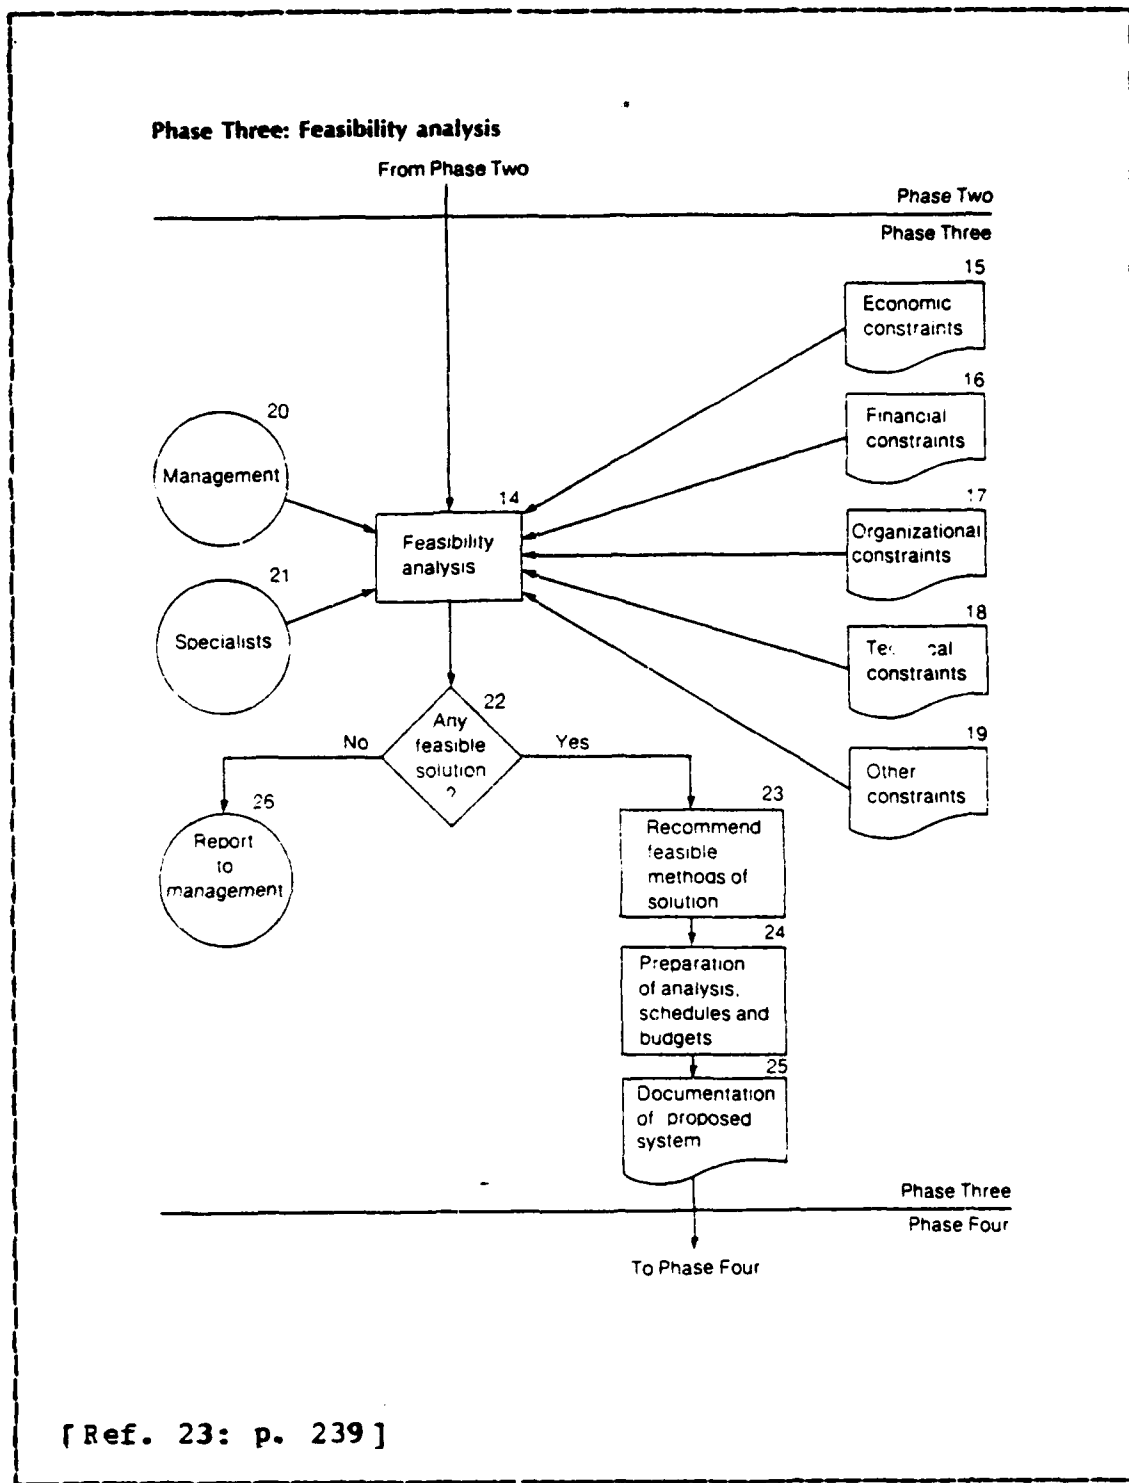 Phase Three: Feasibility analysis
From Phase Two
Phase Two
Phase Three
15
Economic
constraints
16
Financial
constraints
20
Management
14
Feasibility
analysis
17
Organizational
constraints
21
Specialists
18
constraints
22
Any
feasible
solution
?
No
Yes
19
Other
constraints
26
Report
to
management
23
Recommend
feasible
methods of
solution
24
Preparation
of analysis,
schedules and
budgets
25
Documentation
of proposed
system
Phase Three
Phase Four
To Phase Four
[Ref. 23: p. 239]